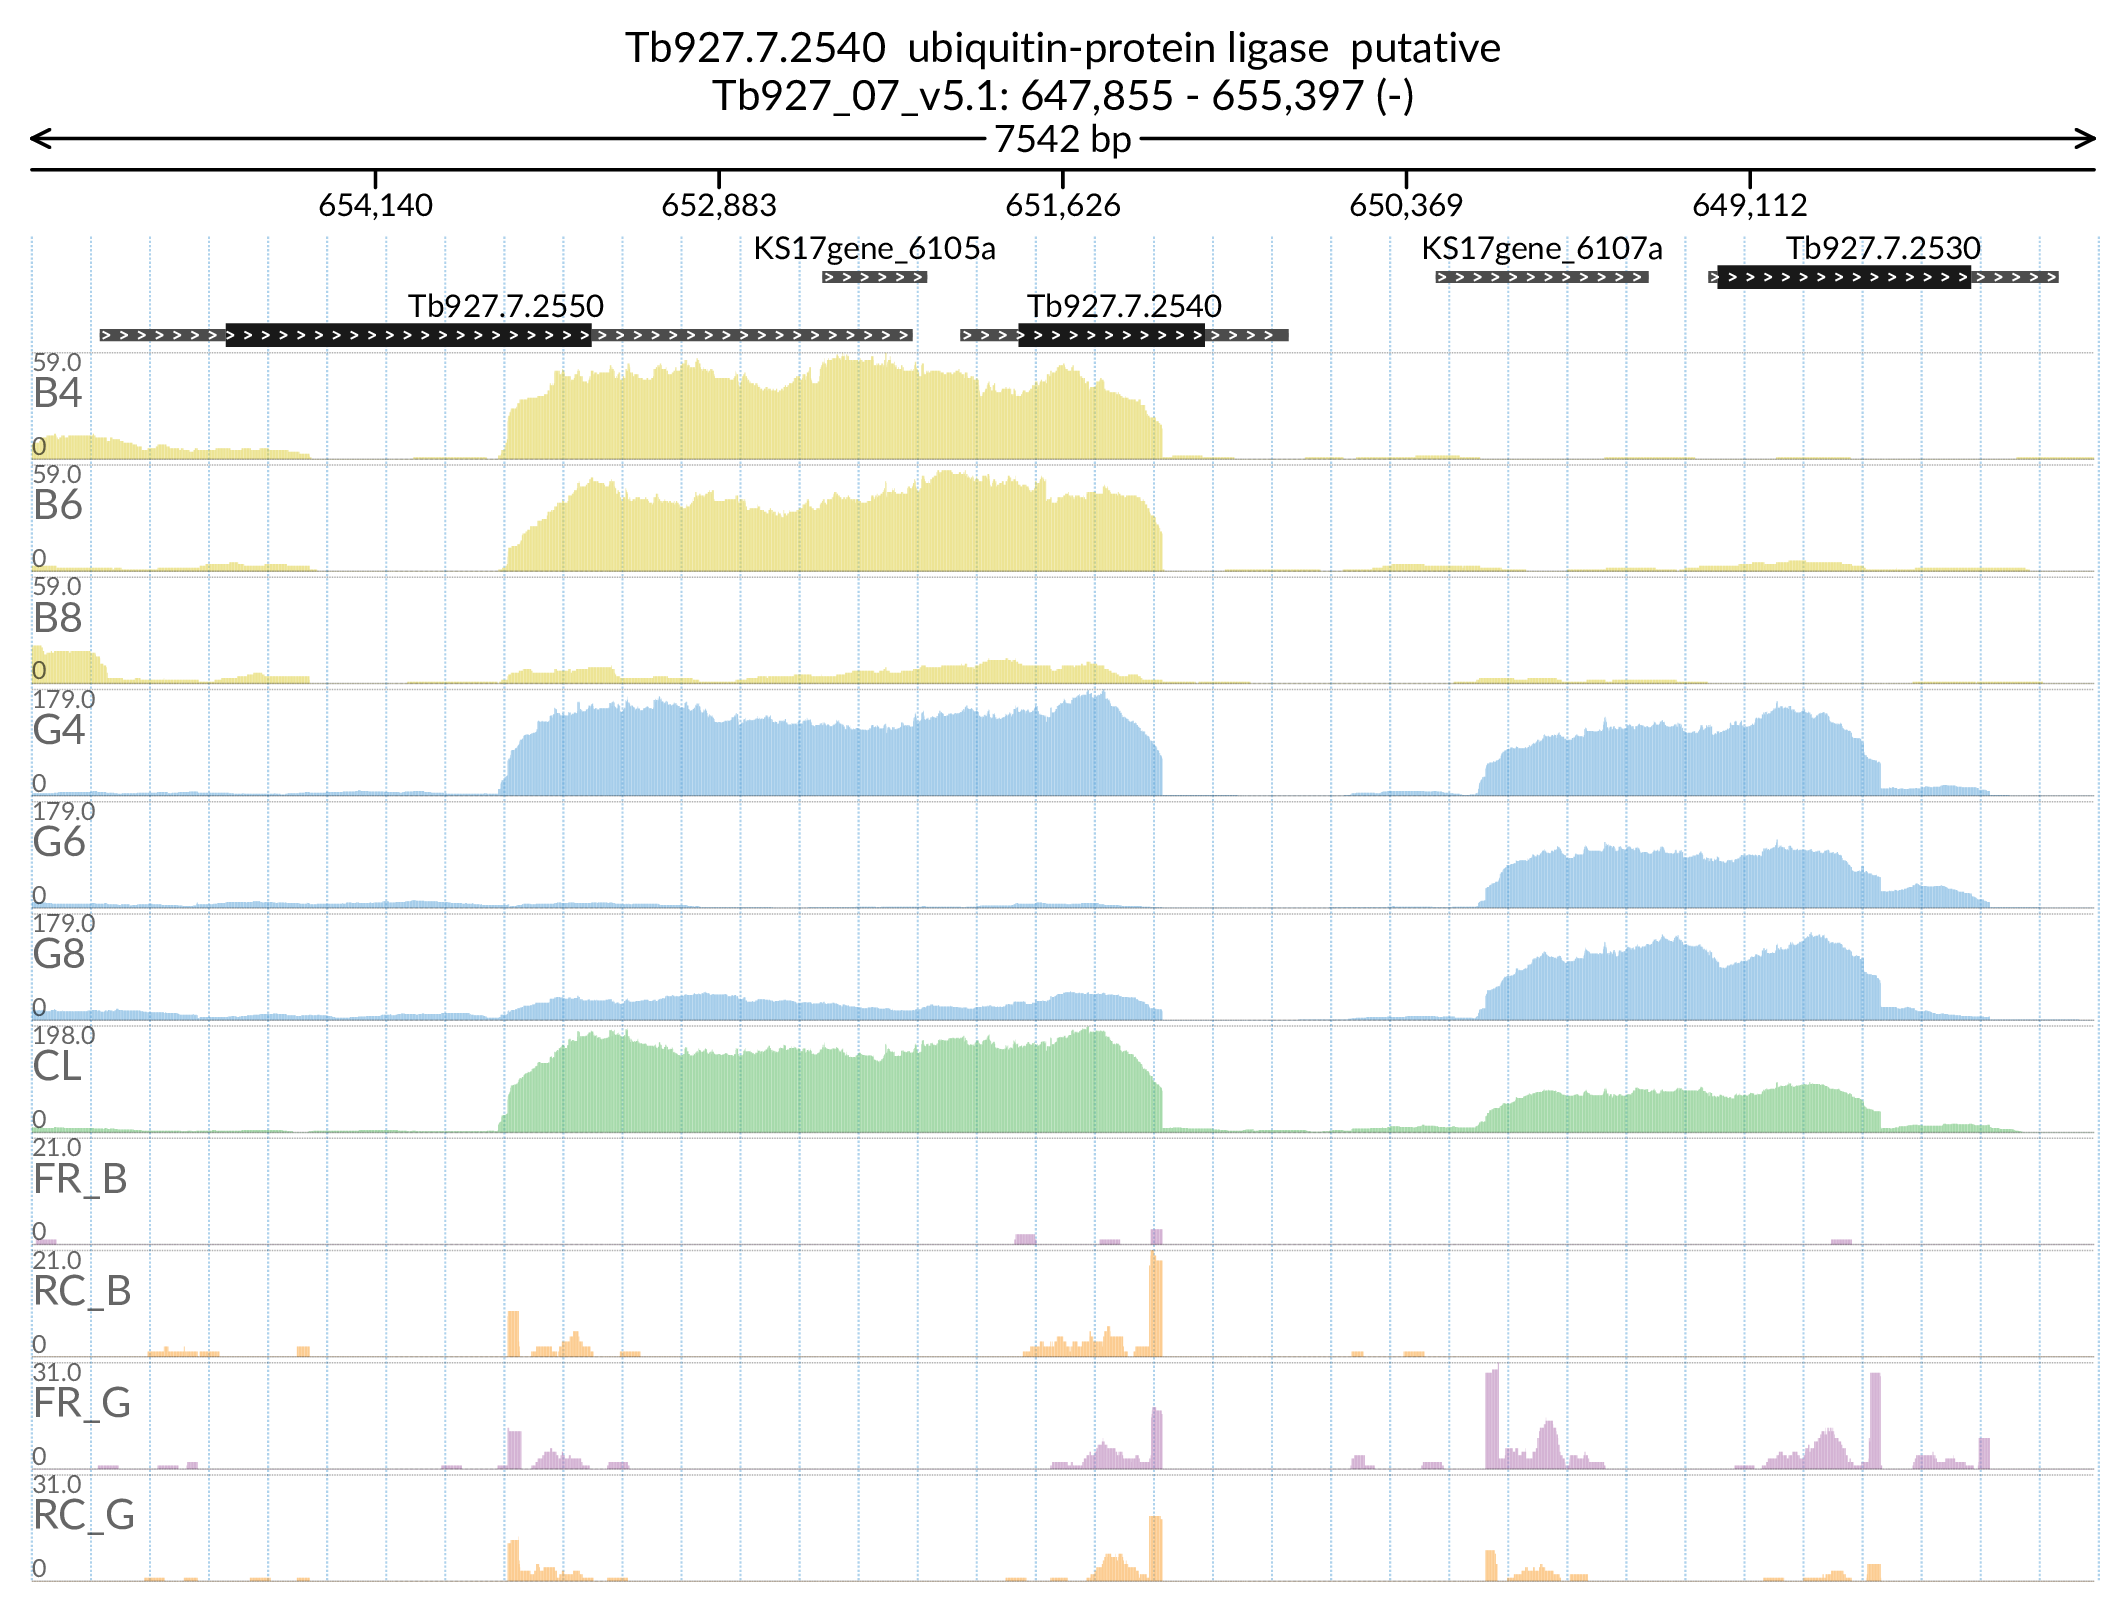 Tb927.7.2540 ubiquitin-protein ligase putative
Tb927_07_v5.1: 647,855 - 655,397 (-)
7542 bp
654,140 652,883 651,626 650,369 649,112
KS17gene_6105a KS17gene_6107a Tb927.7.2530
Tb927.7.2550 Tb927.7.2540
59.0
B4
0
59.0
B6
0
59.0
B8
0
179.0
G4
0
179.0
G6
0
179.0
G8
0
198.0
CL
0
21.0
FR_B
0
21.0
RC_B
0
31.0
FR_G
0
31.0
RC_G
0